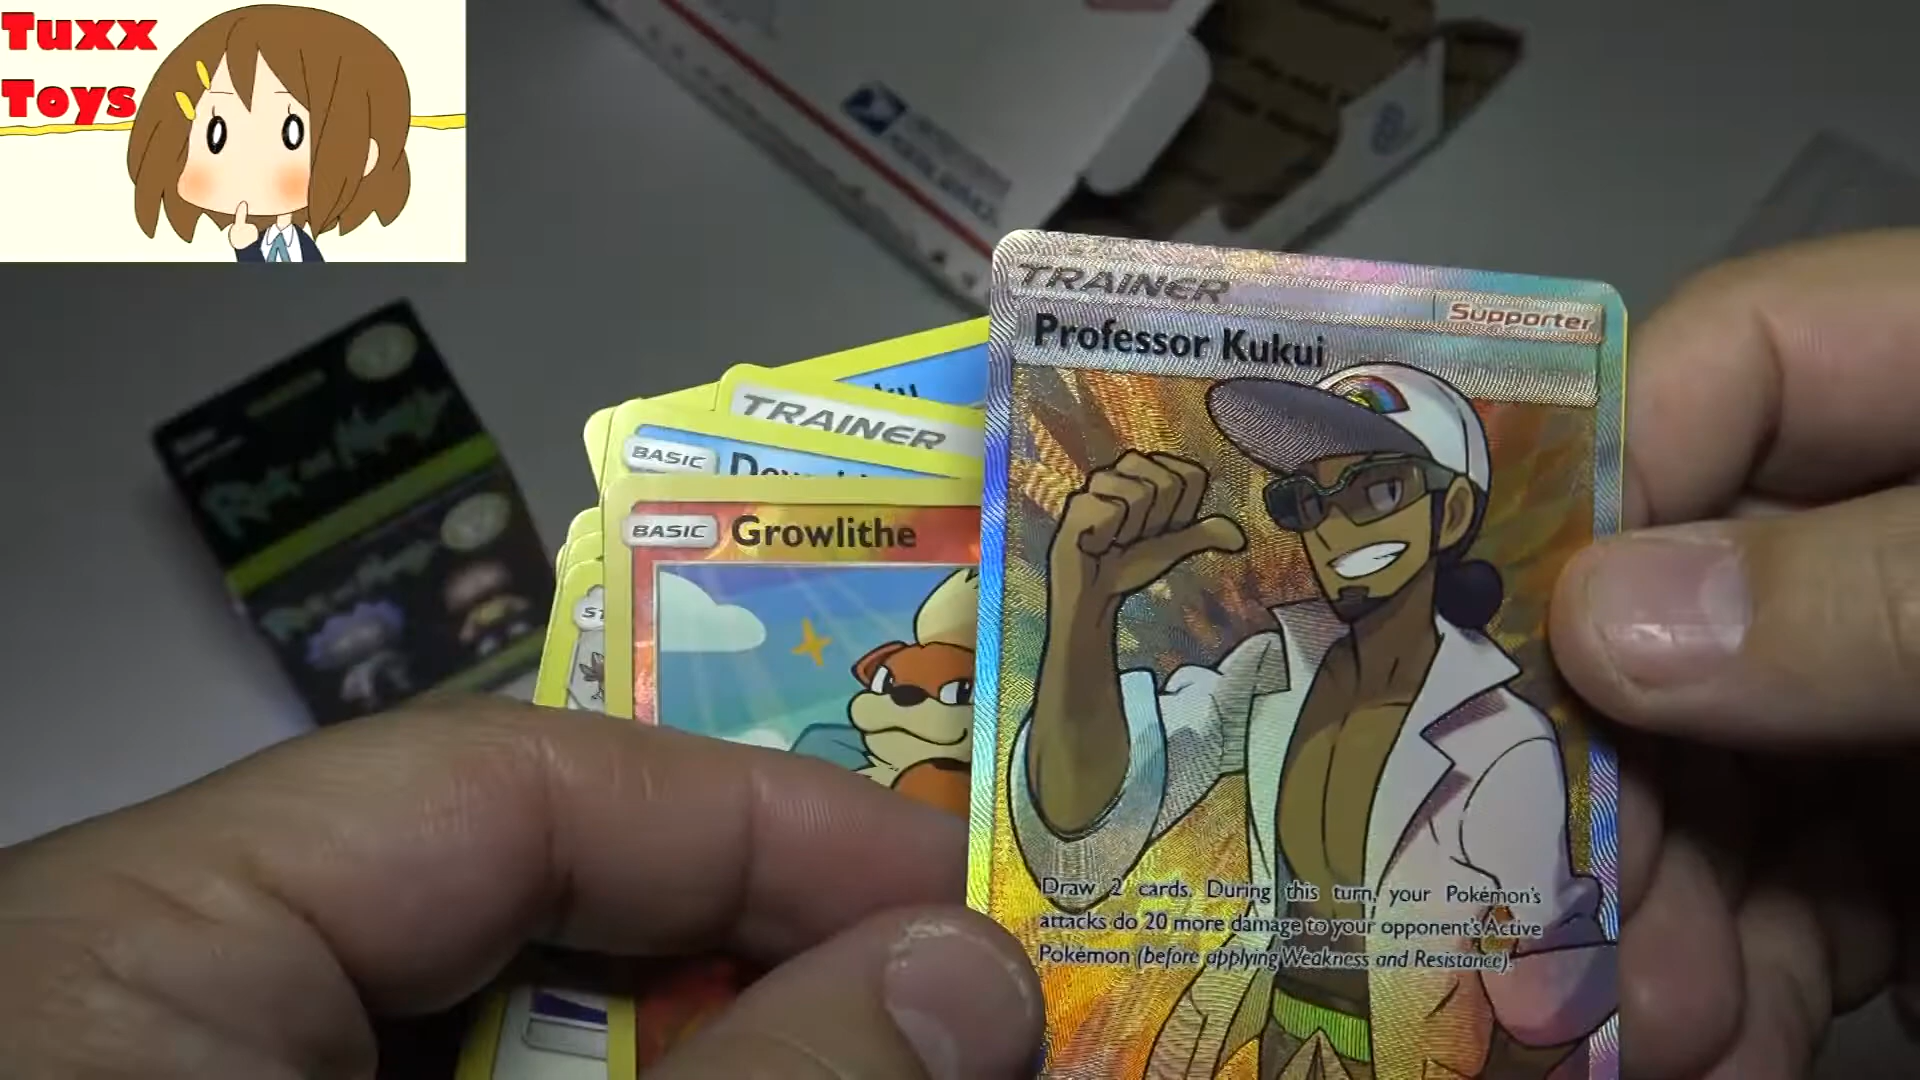 Tuxx
Toys
TRAINER
Supporter
Professor Kukui
TRAINER
BASIC
BASIC Growlithe
Draw 2 cards. During this turn, your Pokémon's
attacks do 20 more damage to your opponent's Active
Pokémon (before applying Weakness and Resistance).